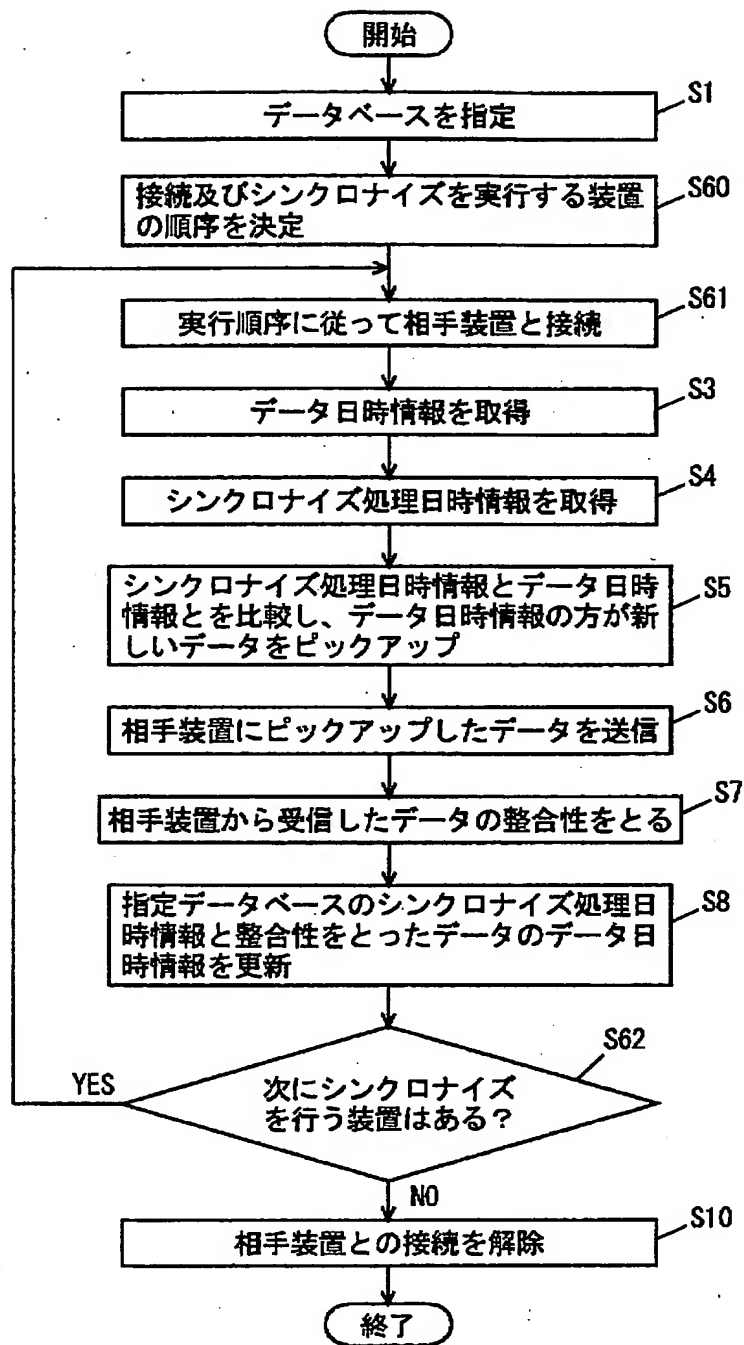 開始
S1
データベースを指定
S60
接続及びシンクロナイズを実行する装置
の順序を決定
S61
実行順序に従って相手装置と接続
S3
データ日時情報を取得
S4
シンクロナイズ処理日時情報を取得
S5
シンクロナイズ処理日時情報とデータ日時
情報とを比較し、データ日時情報の方が新
しいデータをピックアップ
S6
相手装置にピックアップしたデータを送信
S7
相手装置から受信したデータの整合性をとる
S8
指定データベースのシンクロナイズ処理日
時情報と整合性をとったデータのデータ日
時情報を更新
S62
YES
次にシンクロナイズ
を行う装置はある？
NO
S10
相手装置との接続を解除
終了